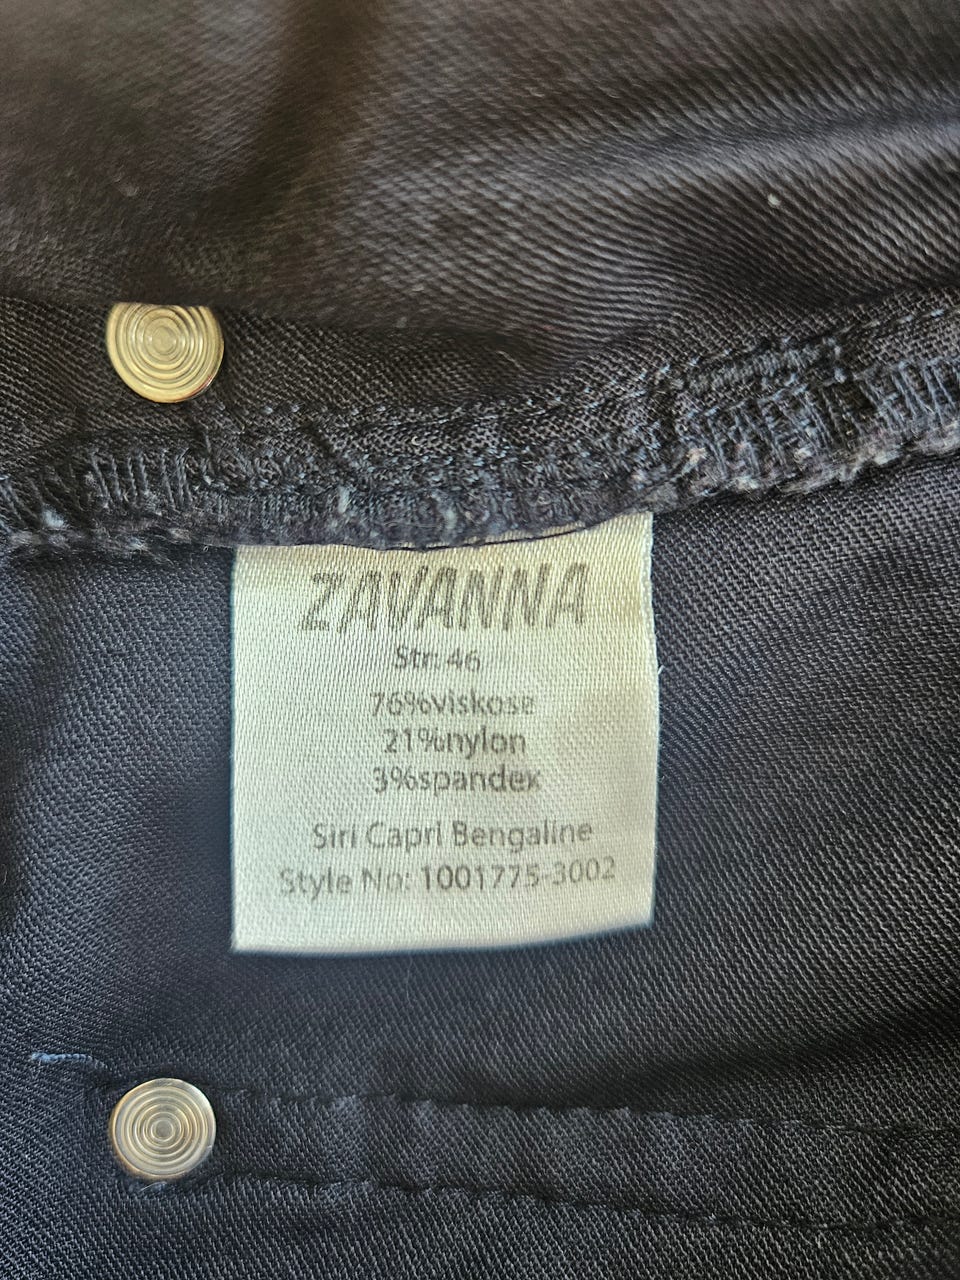 ZAVANNA
Str: 46
76%viskose
21%nylon
3%spandex
Siri Capri Bengaline
Style No: 1001775-3002